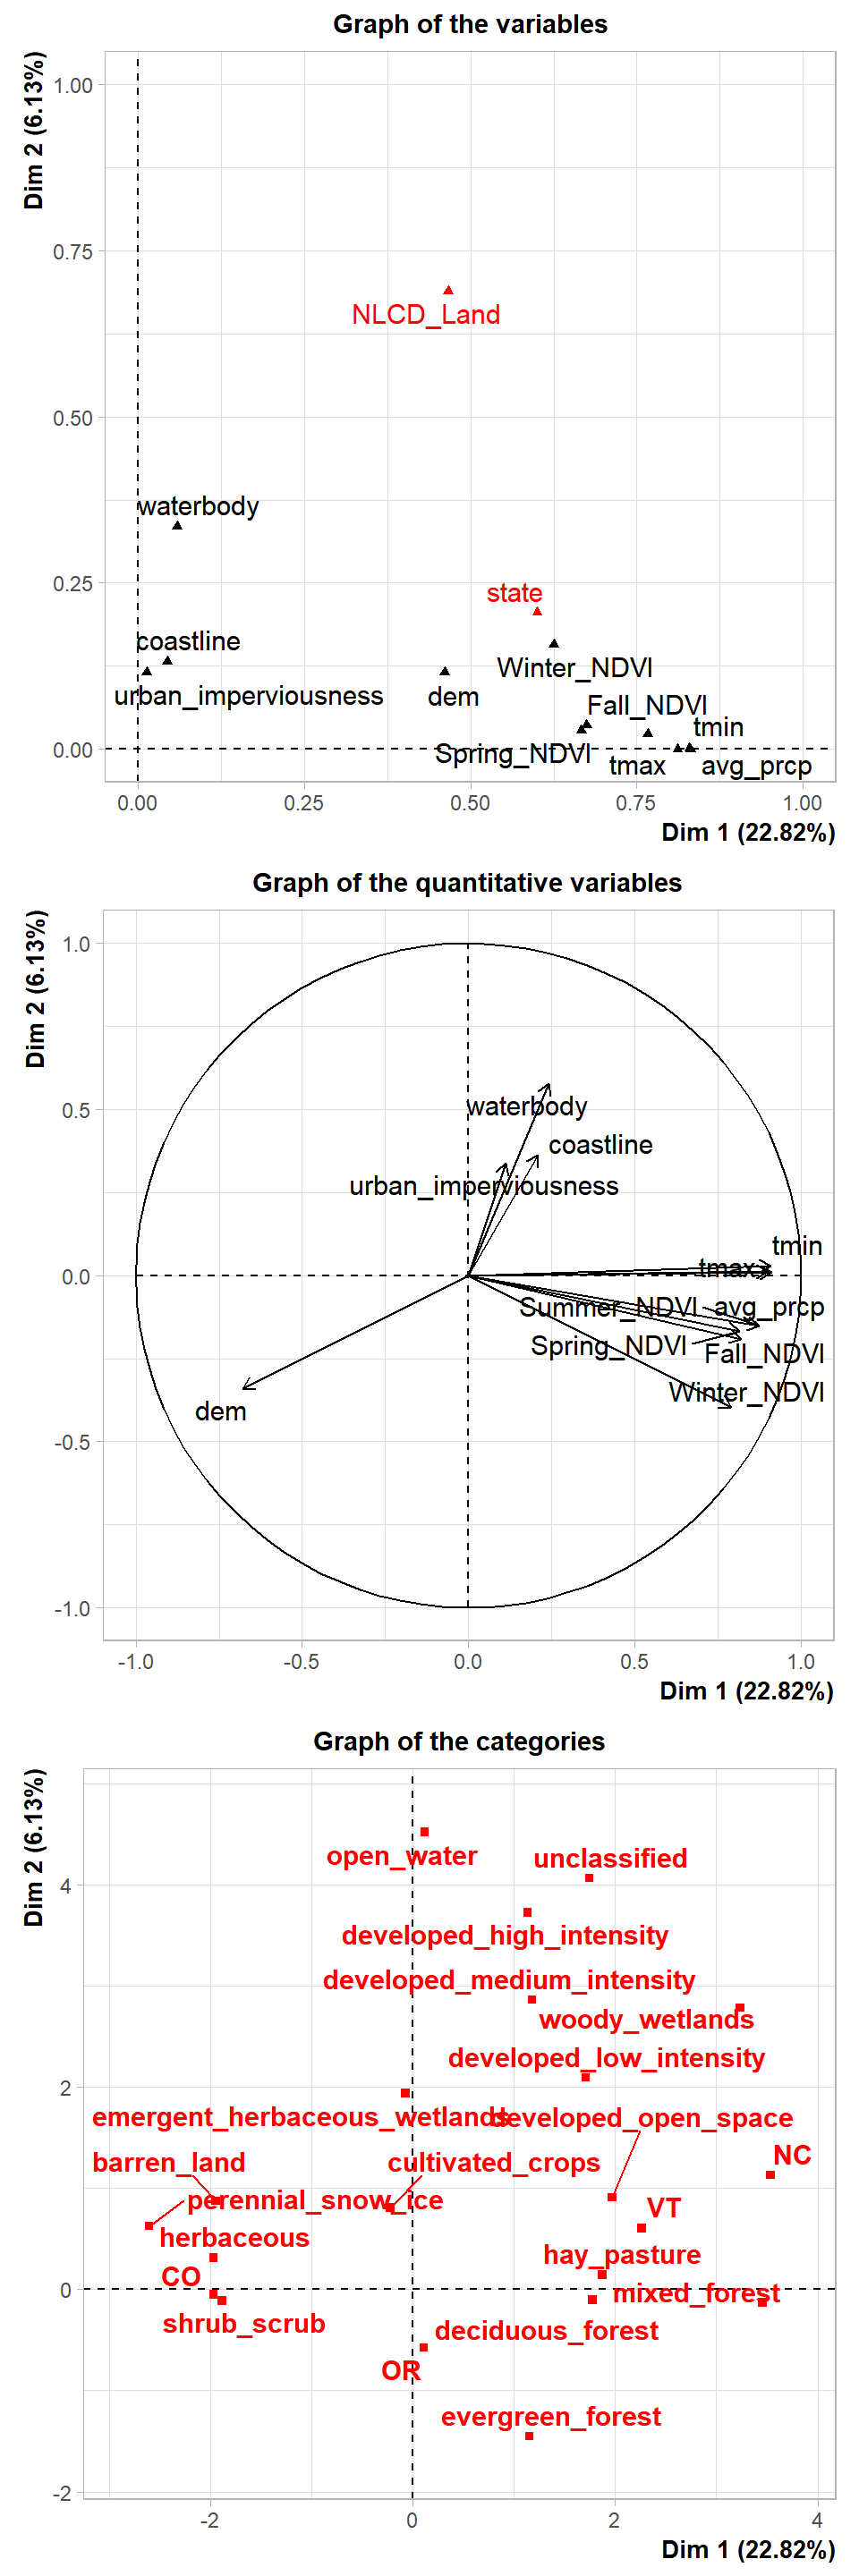 Graph of the variables
Dim 2 (6.13%)
1.00
0.75
NLCD_Land
0.50
waterbody
0.25
state
coastline
Winter_NDVI
urban_imperviousness
dem
Fall_NDVI
tmin
0.00
Spring_NDVI
tmax
avg_prcp
0.00
0.25
0.50
0.75
1.00
Dim 1 (22.82%)
Graph of the quantitative variables
Dim 2 (6.13%)
1.0
0.5
waterbody
coastline
urban_imperviousness
tmin
tmax
0.0
Summer_NDVI
avg_prcp
Spring_NDVI
Fall_NDVI
Winter_NDVI
dem
-0.5
-1.0
-1.0
-0.5
0.0
0.5
1.0
Dim 1 (22.82%)
Graph of the categories
Dim 2 (6.13%)
open_water
unclassified
4
developed_high_intensity
developed_medium_intensity
woody_wetlands
developed_low_intensity
2
emergent_herbaceous_wetlands
developed_open_space
barren_land
cultivated_crops
NC
perennial_snow_ice
VT
herbaceous
hay_pasture
CO
0
mixed_forest
shrub_scrub
deciduous_forest
OR
evergreen_forest
-2
-2
0
2
4
Dim 1 (22.82%)